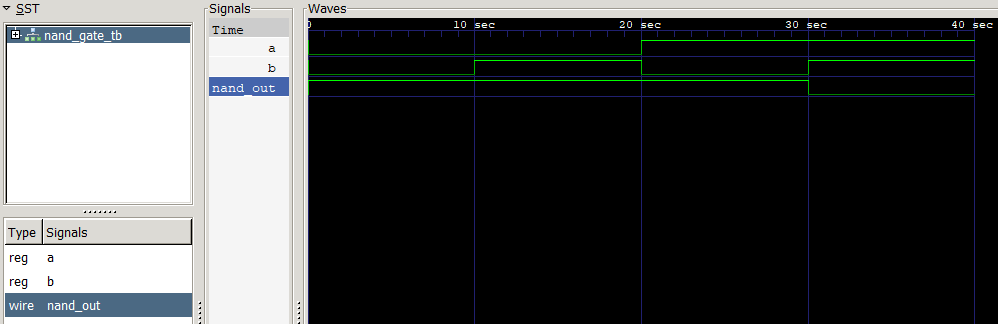 SST
nand_gate_tb
Type Signals
reg a
reg b
wire nand_out
Signals
Time
a
b
nand_out
Waves
0 10 sec 20 sec 30 sec 40 sec